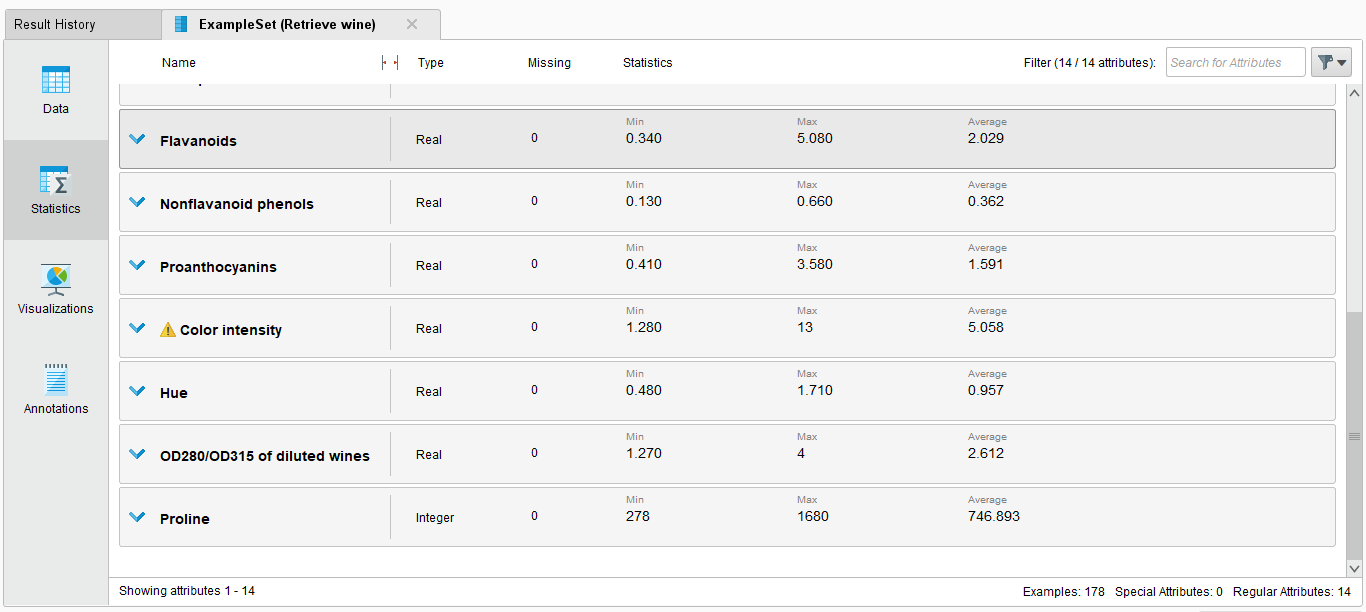 Result History
ExampleSet (Retrieve wine)
Name Type Missing Statistics Filter (14 / 14 attributes): Search for Attributes
Data
Statistics
Visualizations
Annotations
Min Max Average
Flavanoids Real 0 0.340 5.080 2.029
Min Max Average
Nonflavanoid phenols Real 0 0.130 0.660 0.362
Min Max Average
Proanthocyanins Real 0 0.410 3.580 1.591
Min Max Average
Color intensity Real 0 1.280 13 5.058
Min Max Average
Hue Real 0 0.480 1.710 0.957
Min Max Average
OD280/OD315 of diluted wines Real 0 1.270 4 2.612
Min Max Average
Proline Integer 0 278 1680 746.893
Showing attributes 1 - 14 Examples: 178 Special Attributes: 0 Regular Attributes: 14